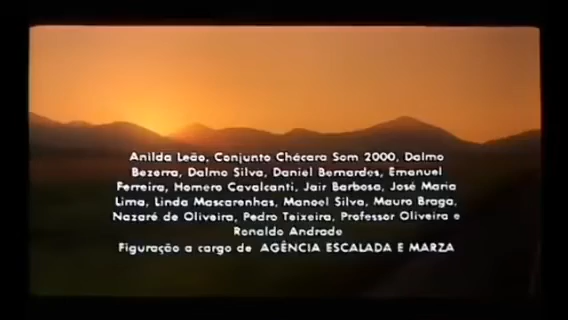 Anilda Leão, Conjunto Chácara Som 2000, Dalmo
Bezerra, Dalmo Silva, Daniel Bernardes, Emanuel
Ferreira, Homero Cavalcanti, Jair Barbosa, José Maria
Lima, Linda Mascarenhas, Manoel Silva, Mauro Braga,
Nazaré de Oliveira, Pedro Teixeira, Professor Oliveira e
Ronaldo Andrade
Figuração a cargo de AGÊNCIA ESCALADA E MARZA